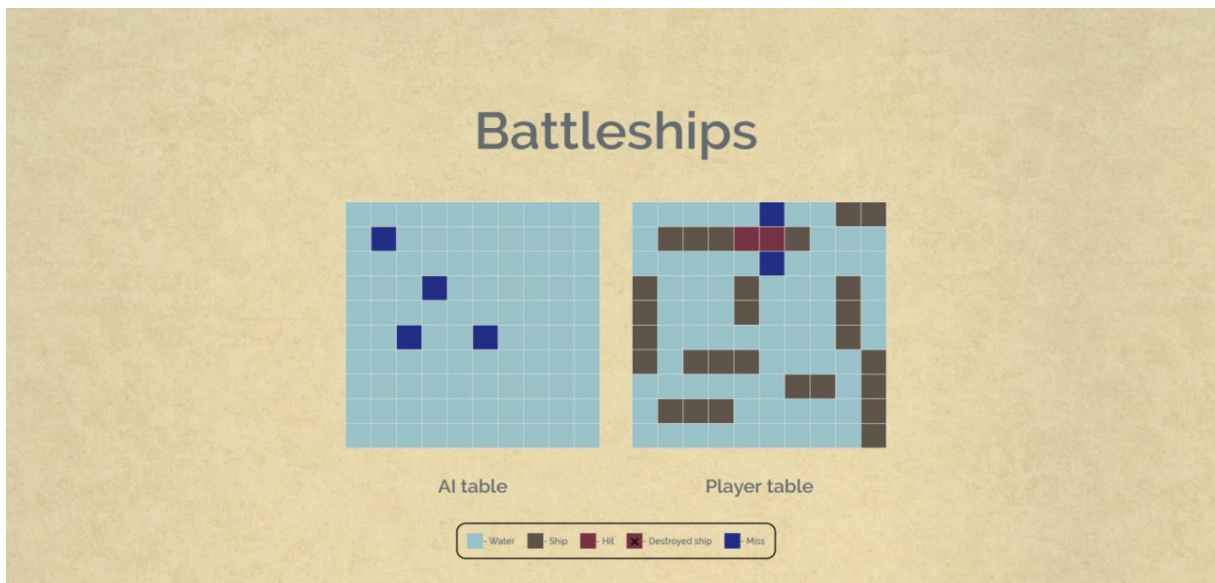 Battleships
AI table
Player table
- Water - Ship - Hit - Destroyed ship - Miss